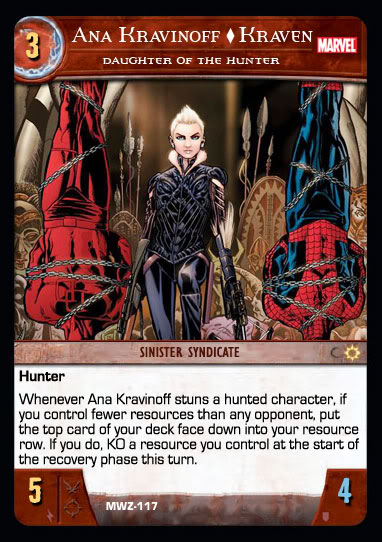 3
Ana Kravinoff ♦ Kraven
MARVEL
Daughter of the Hunter
SINISTER SYNDICATE
C
Hunter
Whenever Ana Kravinoff stuns a hunted character, if
you control fewer resources than any opponent, put
the top card of your deck face down into your resource
row. If you do, KO a resource you control at the start of
the recovery phase this turn.
5
MWZ-117
4